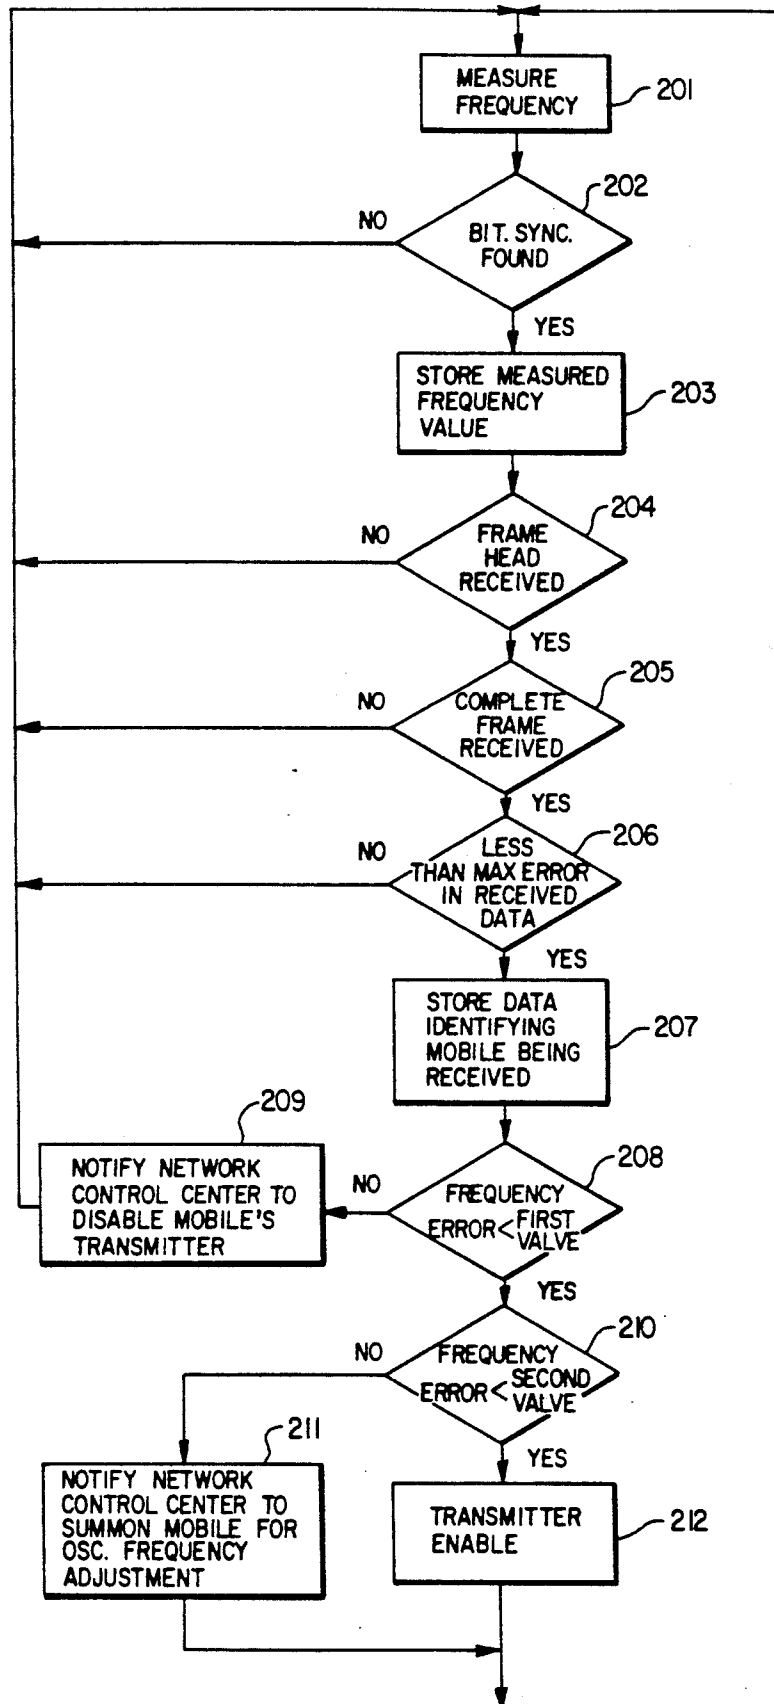 MEASURE
FREQUENCY
201
202
NO
BIT. SYNC.
FOUND
YES
STORE MEASURED
FREQUENCY
VALUE
203
204
NO
FRAME
HEAD
RECEIVED
YES
205
NO
COMPLETE
FRAME
RECEIVED
YES
206
NO
LESS
THAN MAX ERROR
IN RECEIVED
DATA
YES
STORE DATA
IDENTIFYING
MOBILE BEING
RECEIVED
207
209
NOTIFY NETWORK
CONTROL CENTER TO
DISABLE MOBILE'S
TRANSMITTER
208
NO
FREQUENCY
ERROR < FIRST
VALVE
YES
210
NO
FREQUENCY
ERROR < SECOND
VALVE
YES
211
NOTIFY NETWORK
CONTROL CENTER TO
SUMMON MOBILE FOR
OSC. FREQUENCY
ADJUSTMENT
TRANSMITTER
ENABLE
212